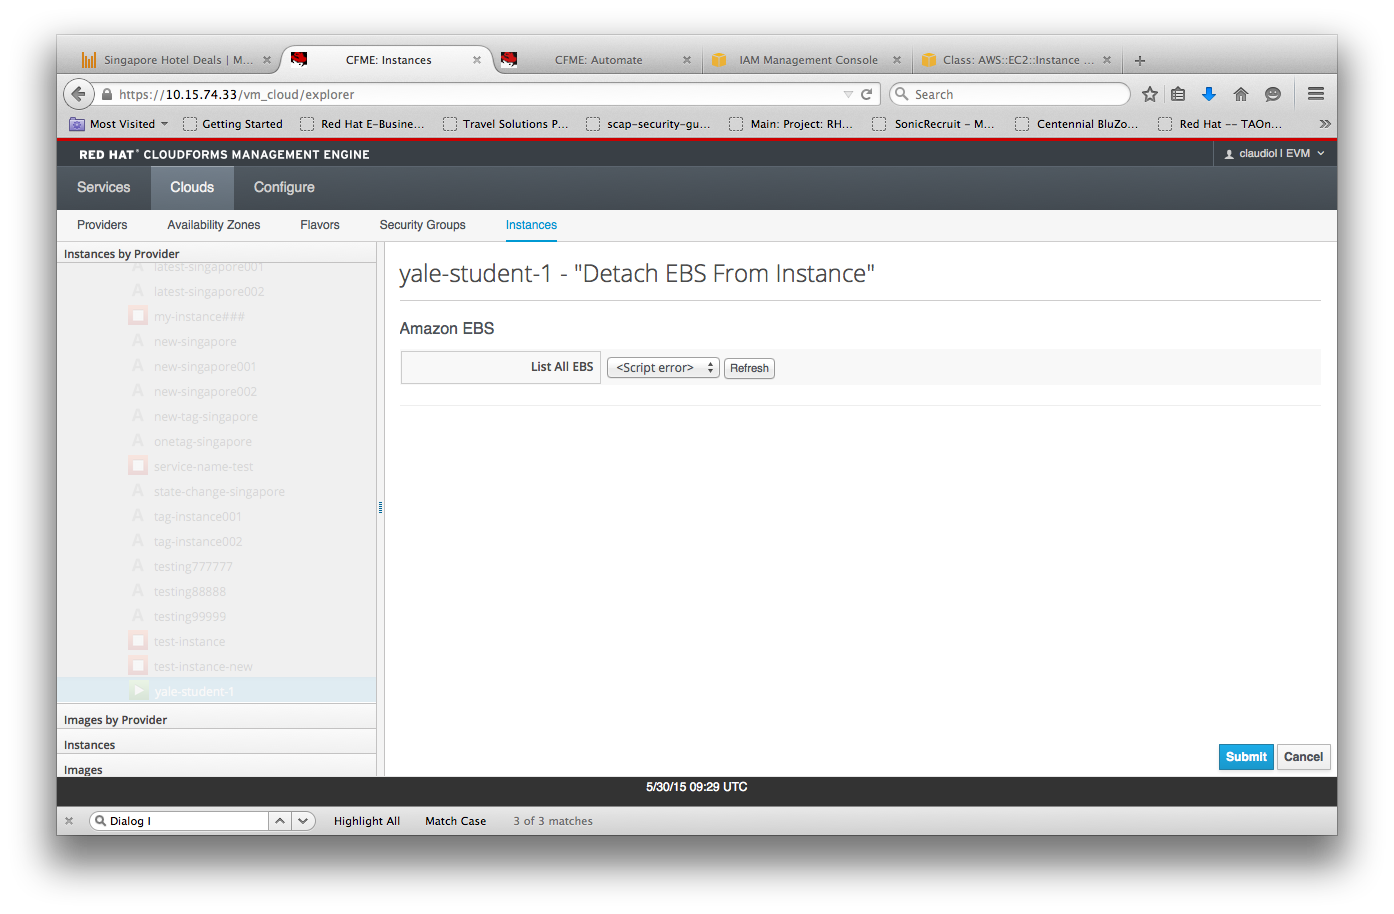 Singapore Hotel Deals | M...
CFME: Instances
CFME: Automate
IAM Management Console
Class: AWS::EC2::Instance ...
https://10.15.74.33/vm_cloud/explorer
Search
Most Visited
Getting Started
Red Hat E-Busine...
Travel Solutions P...
scap-security-gu...
Main: Project: RH...
SonicRecruit - M...
Centennial BluZo...
Red Hat -- TAOn...
RED HAT® CLOUDFORMS MANAGEMENT ENGINE
claudiol | EVM
Services
Clouds
Configure
Providers
Availability Zones
Flavors
Security Groups
Instances
Instances by Provider
latest-singapore001
latest-singapore002
my-instance###
new-singapore
new-singapore001
new-singapore002
new-tag-singapore
onetag-singapore
service-name-test
state-change-singapore
tag-instance001
tag-instance002
testing777777
testing88888
testing99999
test-instance
test-instance-new
yale-student-1
Images by Provider
Instances
Images
yale-student-1 - "Detach EBS From Instance"
Amazon EBS
List All EBS
<Script error>
Refresh
Submit
Cancel
5/30/15 09:29 UTC
Dialog I
Highlight All
Match Case
3 of 3 matches